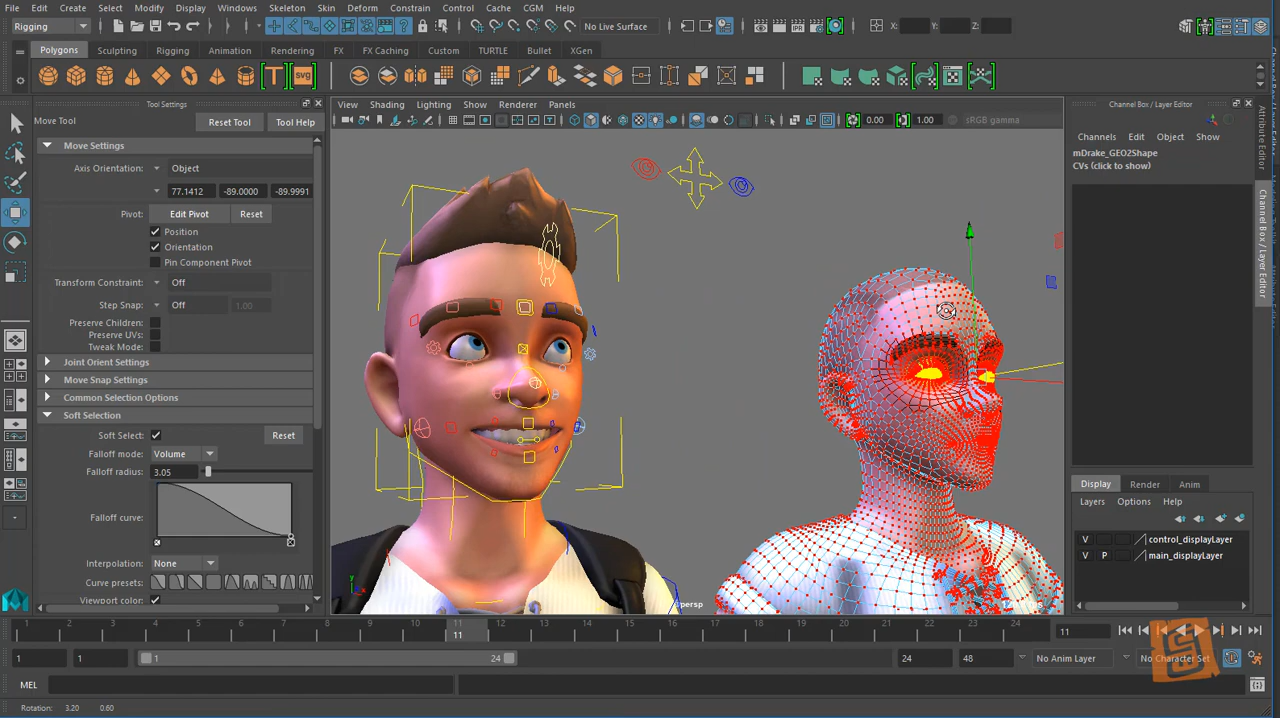 File Edit Create Select Modify Display Windows Skeleton Skin Deform Constrain Control Cache CGM Help
Rigging No Live Surface X: Y: Z:
Polygons Sculpting Rigging Animation Rendering FX FX Caching Custom TURTLE Bullet XGen
T svg
Tool Settings
Move Tool Reset Tool Tool Help
Move Settings
Axis Orientation: Object
77.1412 -89.0000 -89.9991
Pivot: Edit Pivot Reset
Position
Orientation
Pin Component Pivot
Transform Constraint: Off
Step Snap: Off 1.00
Preserve Children:
Preserve UVs:
Tweak Mode:
Joint Orient Settings
Move Snap Settings
Common Selection Options
Soft Selection
Soft Select: Reset
Falloff mode: Volume
Falloff radius: 3.05
Falloff curve:
Interpolation: None
Curve presets:
Viewport color:
View Shading Lighting Show Renderer Panels
0.00 1.00 sRGB gamma
persp
Channel Box / Layer Editor
Channels Edit Object Show
mDrake_GEO2Shape
CVs (click to show)
Attribute Editor
Channel Box / Layer Editor
Display Render Anim
Layers Options Help
V control_displayLayer
V P main_displayLayer
1 2 3 4 5 6 7 8 9 10 11 12 13 14 15 16 17 18 19 20 21 22 23 24
11 11
1 1 1 24 24 48 No Anim Layer No Character Set
MEL
Rotation: 3.20 0.60